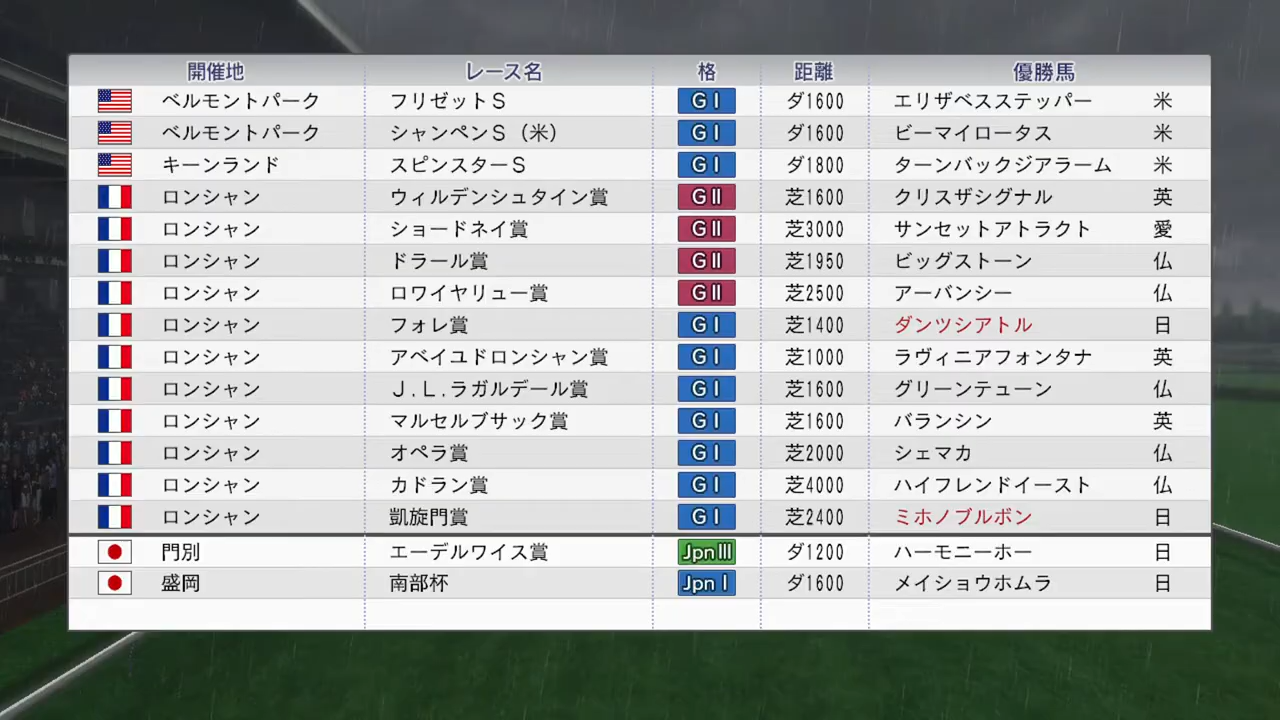 開催地 レース名 格 距離 優勝馬
ベルモントパーク フリゼットS GI ダ1600 エリザベスステッパー 米
ベルモントパーク シャンペンS（米） GI ダ1600 ビーマイロータス 米
キーンランド スピンスターS GI ダ1800 ターンバックジアラーム 米
ロンシャン ウィルデンシュタイン賞 GII 芝1600 クリスザシグナル 英
ロンシャン ショードネイ賞 GII 芝3000 サンセットアトラクト 愛
ロンシャン ドラール賞 GII 芝1950 ビッグストーン 仏
ロンシャン ロワイヤリュー賞 GII 芝2500 アーバンシー 仏
ロンシャン フォレ賞 GI 芝1400 ダンツシアトル 日
ロンシャン アベイユドロンシャン賞 GI 芝1000 ラヴィニアフォンタナ 英
ロンシャン J.L.ラガルデール賞 GI 芝1600 グリーンテューン 仏
ロンシャン マルセルブサック賞 GI 芝1600 バランシン 英
ロンシャン オペラ賞 GI 芝2000 シェマカ 仏
ロンシャン カドラン賞 GI 芝4000 ハイフレンドイースト 仏
ロンシャン 凱旋門賞 GI 芝2400 ミホノブルボン 日
門別 エーデルワイス賞 JpnIII ダ1200 ハーモニーホー 日
盛岡 南部杯 JpnI ダ1600 メイショウホムラ 日